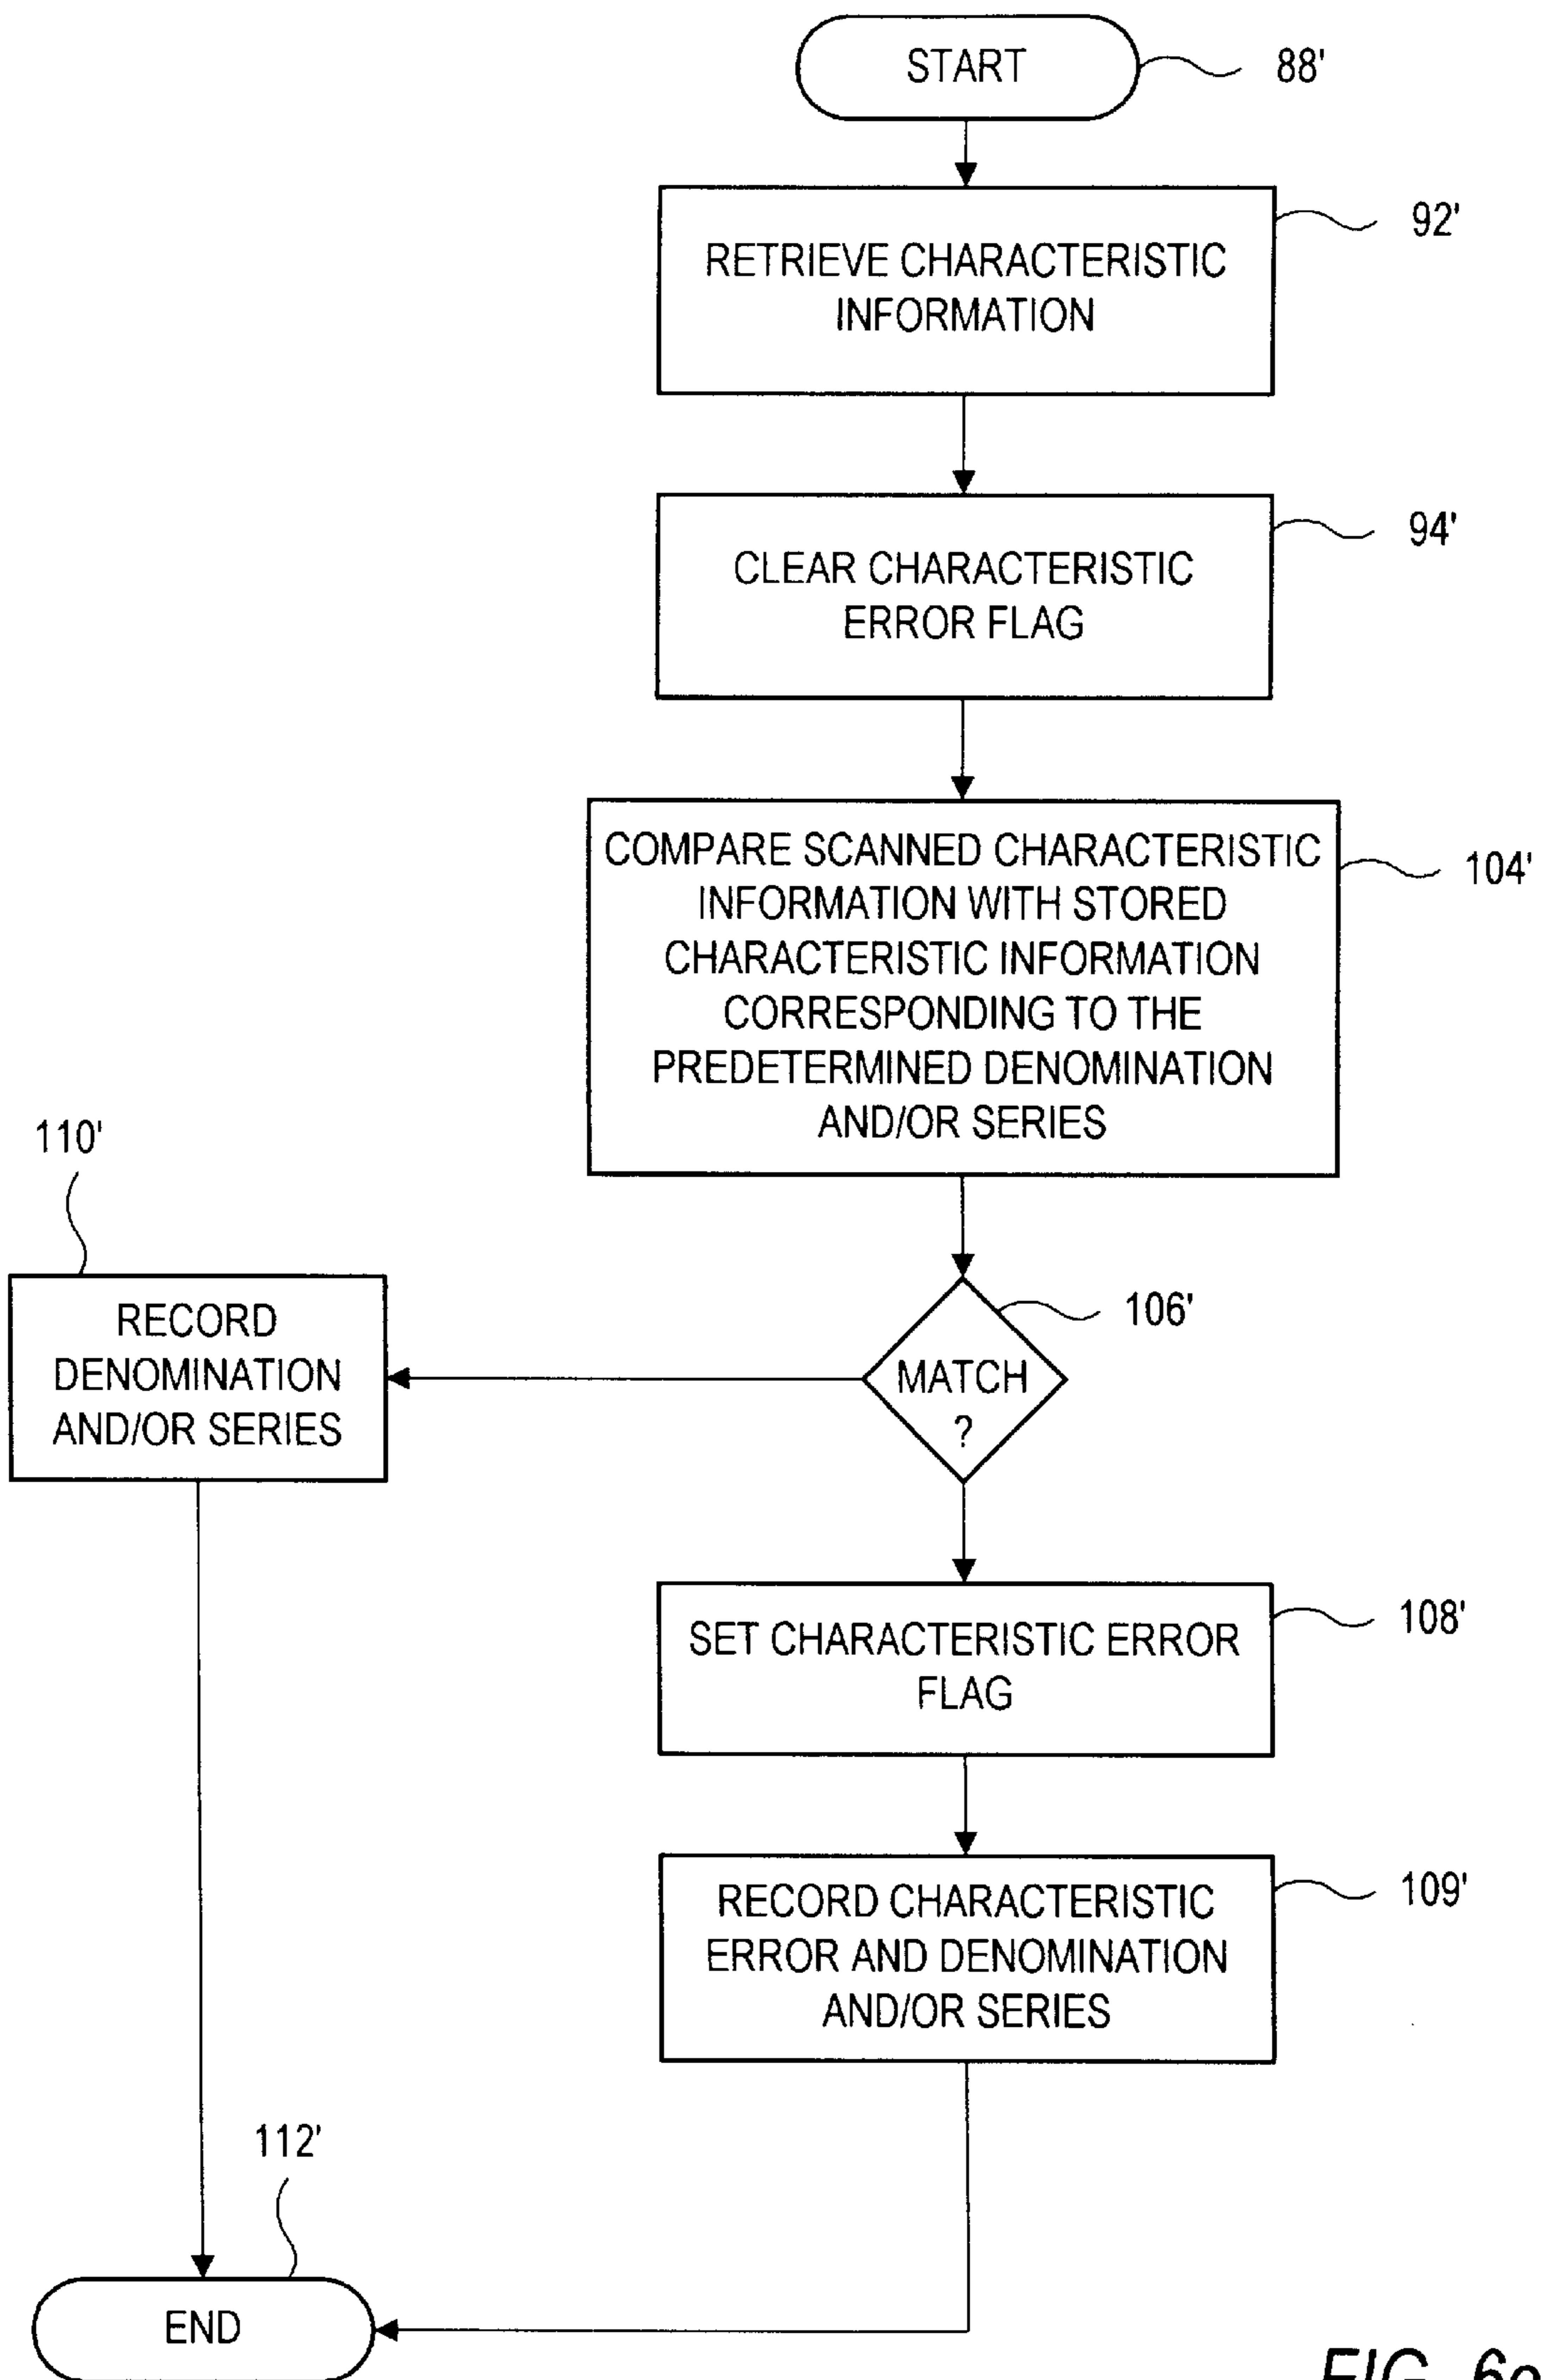 START
88'
RETRIEVE CHARACTERISTIC
INFORMATION
92'
CLEAR CHARACTERISTIC
ERROR FLAG
94'
COMPARE SCANNED CHARACTERISTIC
INFORMATION WITH STORED
CHARACTERISTIC INFORMATION
CORRESPONDING TO THE
PREDETERMINED DENOMINATION
AND/OR SERIES
104'
110'
RECORD
DENOMINATION
AND/OR SERIES
MATCH
?
106'
SET CHARACTERISTIC ERROR
FLAG
108'
RECORD CHARACTERISTIC
ERROR AND DENOMINATION
AND/OR SERIES
109'
112'
END
FIG.